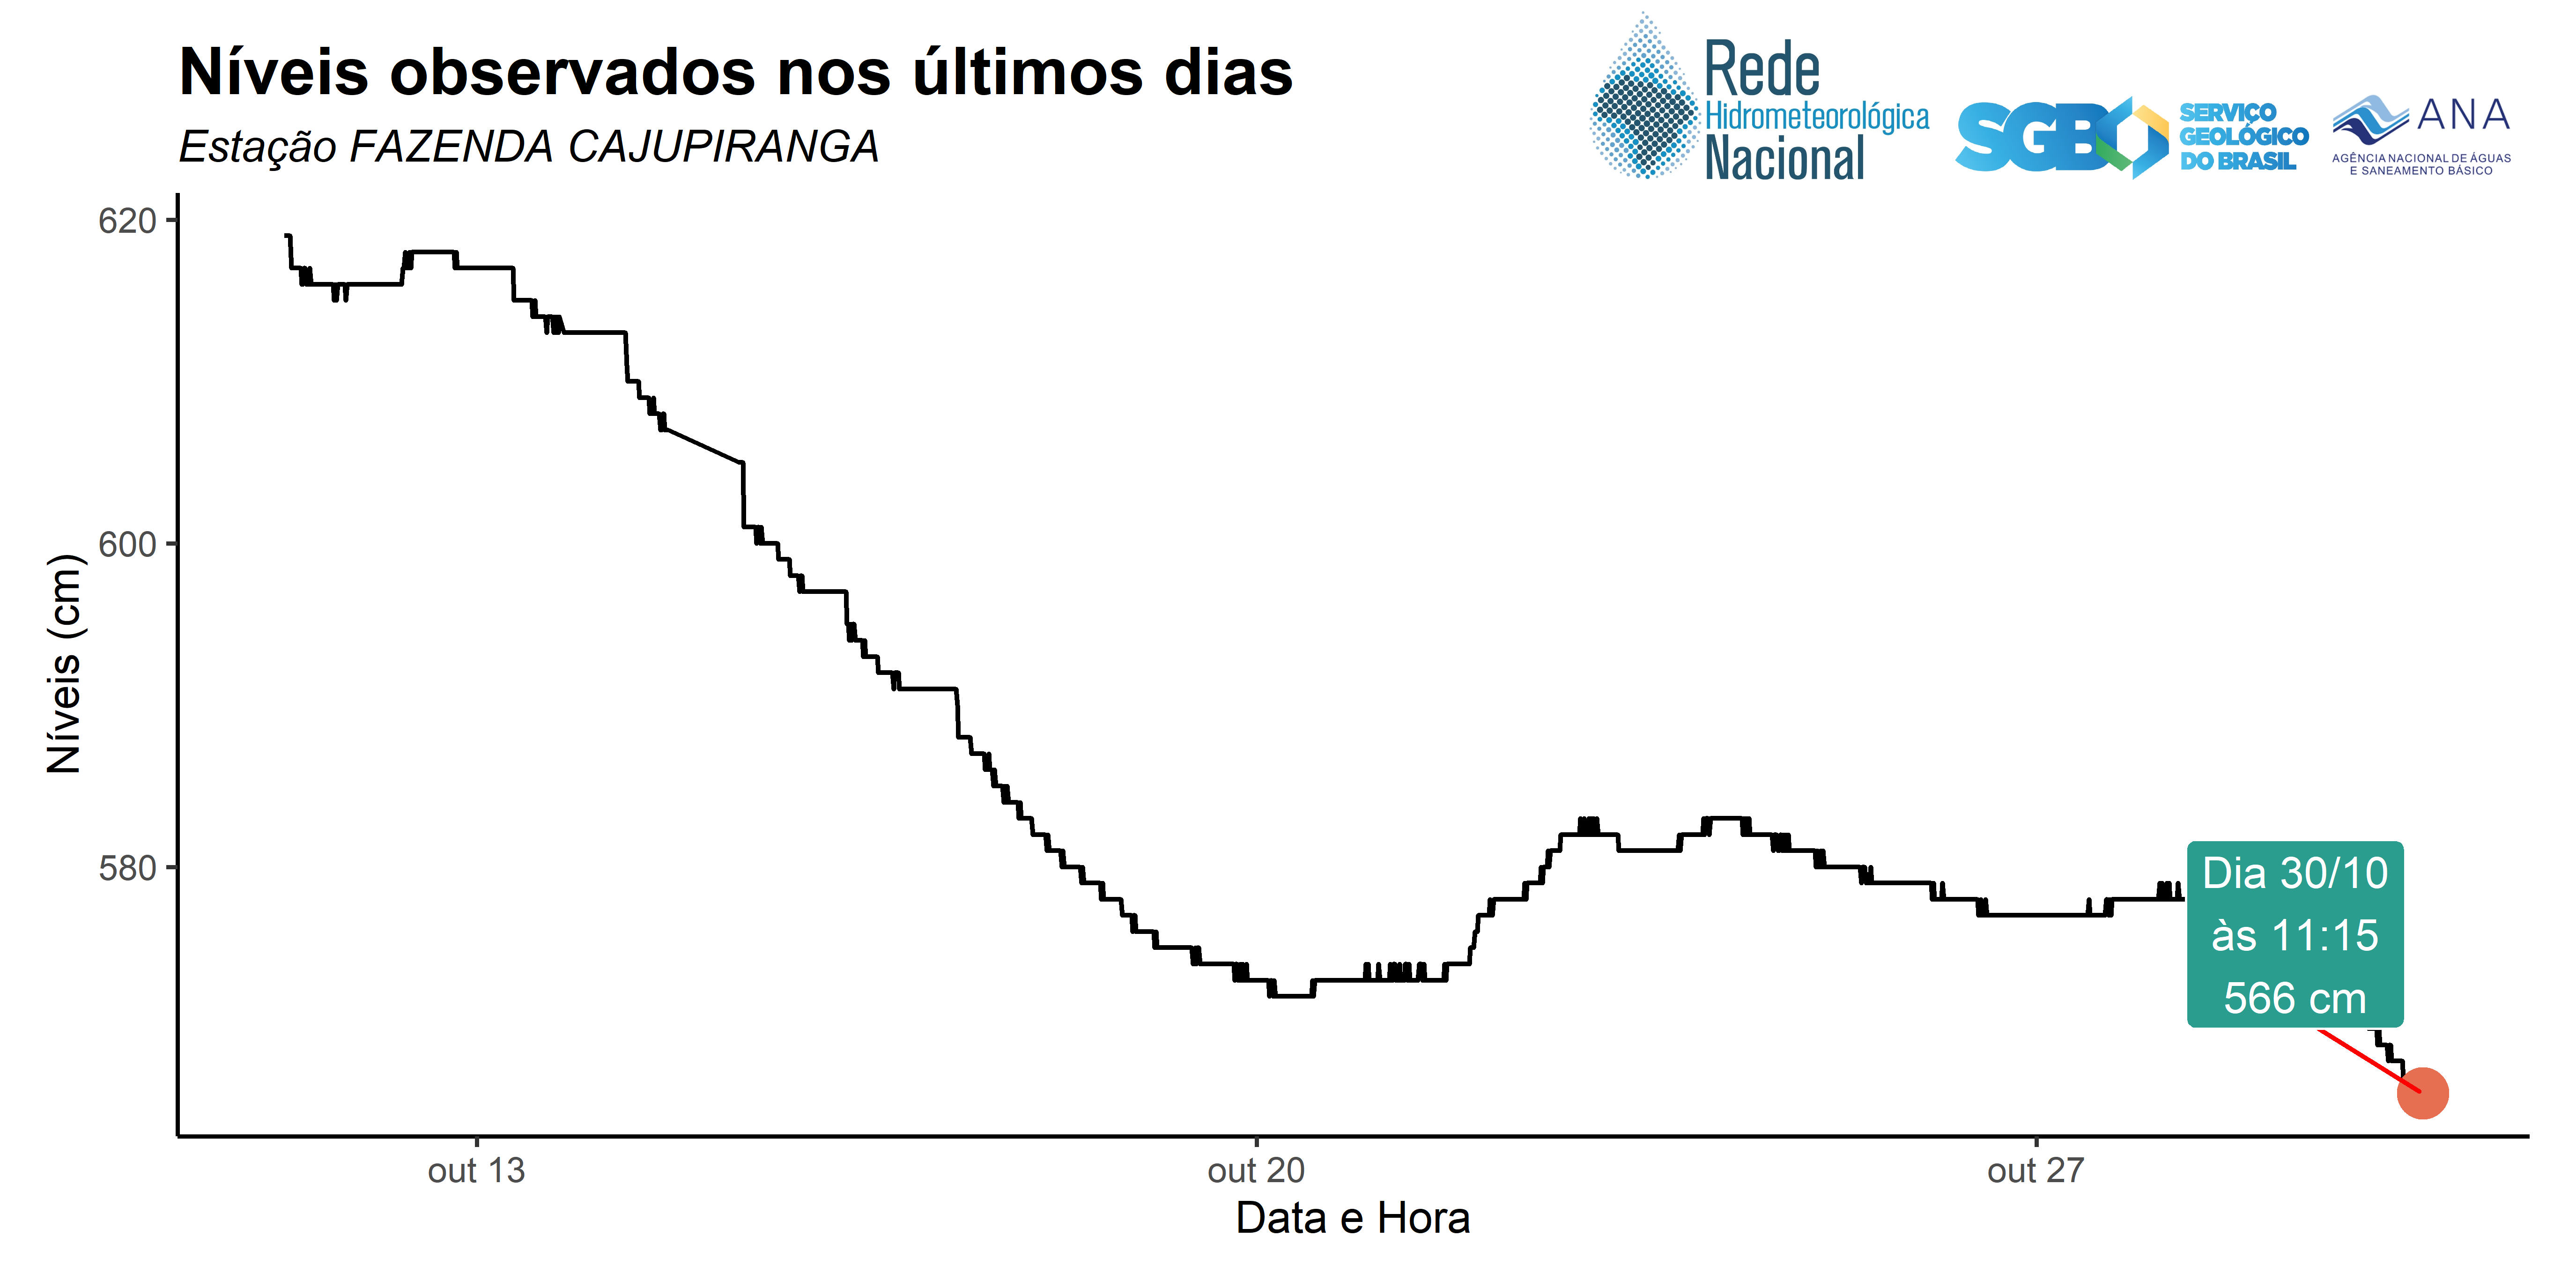 Níveis observados nos últimos dias
Estação FAZENDA CAJUPIRANGA
Rede
Hidrometeorológica
Nacional
SGB
SERVIÇO
GEOLÓGICO
DO BRASIL
ANA
AGÊNCIA NACIONAL DE ÁGUAS
E SANEAMENTO BÁSICO
620
600
580
Níveis (cm)
Dia 30/10
às 11:15
566 cm
out 13
out 20
out 27
Data e Hora